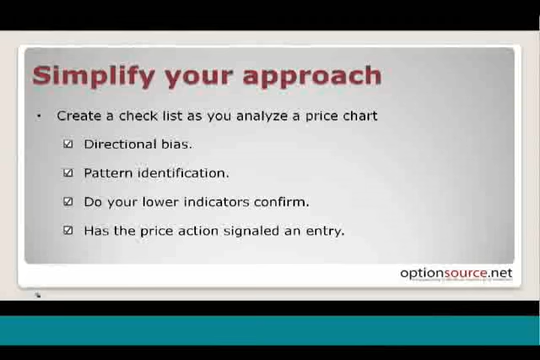 Simplify your approach
• Create a check list as you analyze a price chart
☑ Directional bias.
☑ Pattern identification.
☑ Do your lower indicators confirm.
☑ Has the price action signaled an entry.
optionsource.net